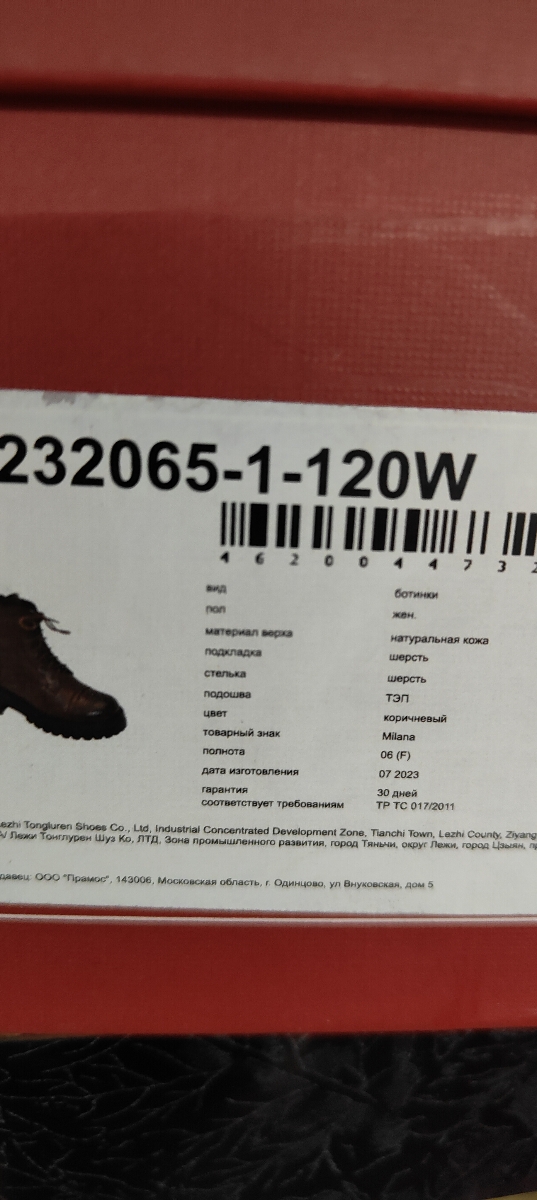 232065-1-120W
4 6 2 0 0 4 4 7 3 2
вид ботинки
пол жен.
материал верха натуральная кожа
подкладка шерсть
стелька шерсть
подошва ТЭП
цвет коричневый
товарный знак Milana
полнота 06 (F)
дата изготовления 07 2023
гарантия 30 дней
соответствует требованиям ТР ТС 017/2011
ezhi Tongluren Shoes Co., Ltd, Industrial Concentrated Development Zone, Tianchi Town, Lezhi County, Ziyang
Лежи Тонглурен Шуз Ко, ЛТД, Зона промышленного развития, город Тяньчи, округ Лежи, город Цзыян, п
давец: ООО "Прамос", 143006, Московская область, г. Одинцово, ул Внуковская, дом 5